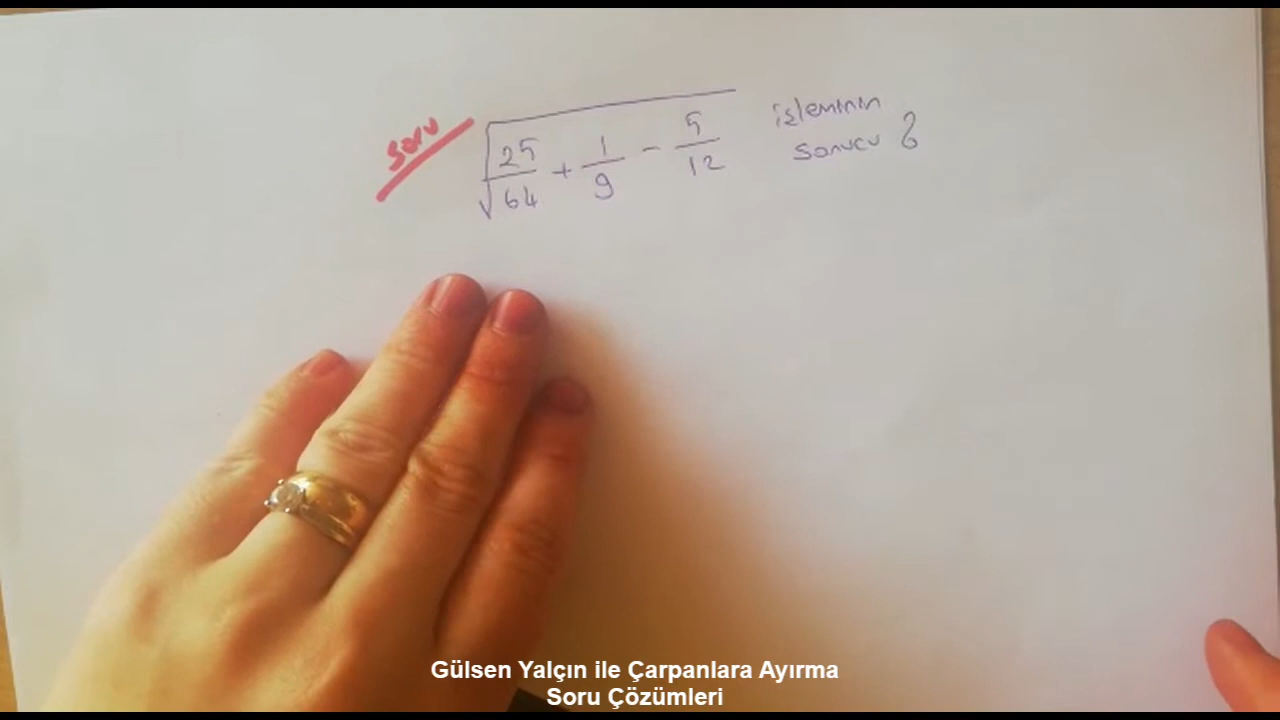 soru
√(25/64 + 1/9 - 5/12) işleminin
sonucu ?
Gülsen Yalçın ile Çarpanlara Ayırma
Soru Çözümleri